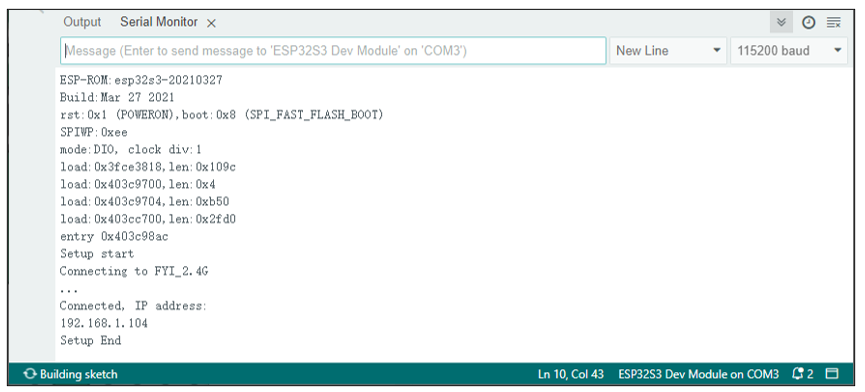 Output Serial Monitor
Message (Enter to send message to 'ESP32S3 Dev Module' on 'COM3') New Line 115200 baud
ESP-ROM:esp32s3-20210327
Build:Mar 27 2021
rst:0x1 (POWERON),boot:0x8 (SPI_FAST_FLASH_BOOT)
SPIWP:0xee
mode:DIO, clock div:1
load:0x3fce3818,len:0x109c
load:0x403c9700,len:0x4
load:0x403c9704,len:0xb50
load:0x403cc700,len:0x2fd0
entry 0x403c98ac
Setup start
Connecting to FYI_2.4G
...
Connected, IP address:
192.168.1.104
Setup End
Building sketch Ln 10, Col 43 ESP32S3 Dev Module on COM3 2